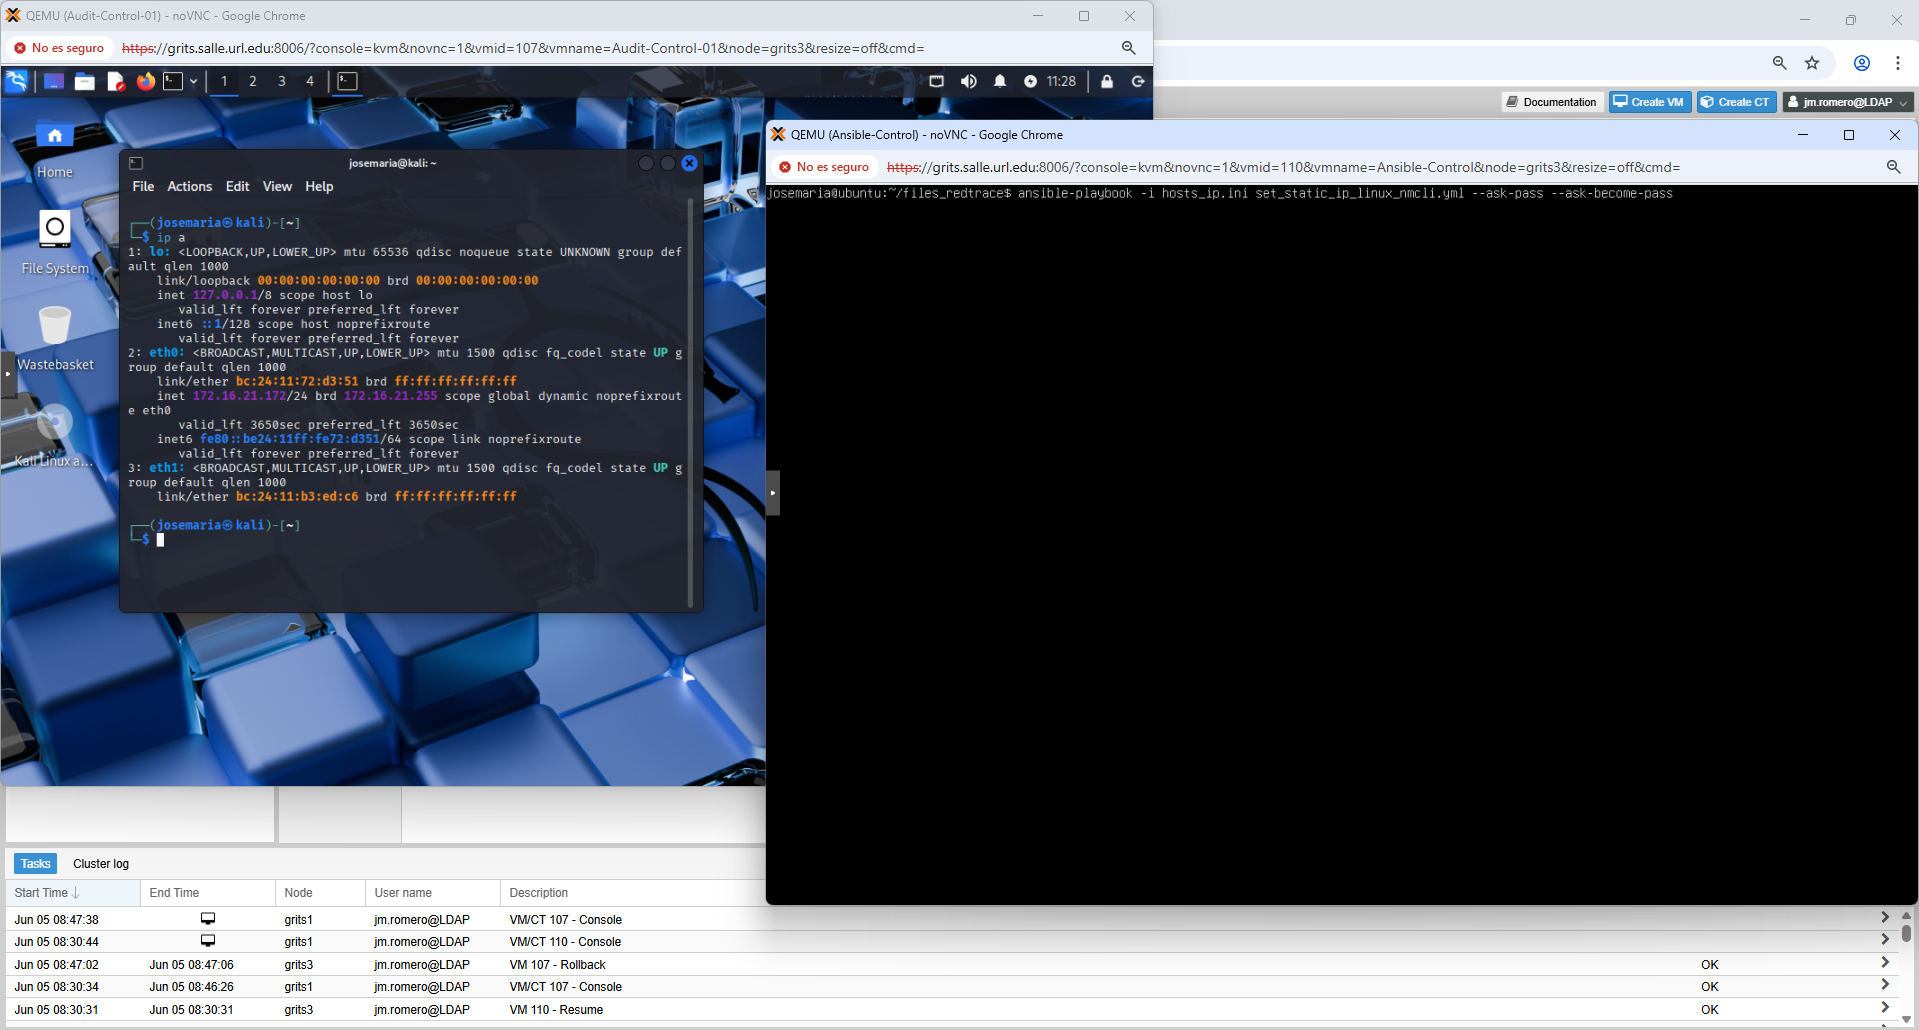 QEMU (Audit-Control-01) - noVNC - Google Chrome
No es seguro https://grits.salle.url.edu:8006/?console=kvm&novnc=1&vmid=107&vmname=Audit-Control-01&node=grits3&resize=off&cmd=
1 2 3 4 11:28
Home
File System
Wastebasket
Kali Linux a...
josemaria@kali: ~
File Actions Edit View Help
┌──(josemaria㉿kali)-[~]
└─$ ip a
1: lo: <LOOPBACK,UP,LOWER_UP> mtu 65536 qdisc noqueue state UNKNOWN group def
ault qlen 1000
link/loopback 00:00:00:00:00:00 brd 00:00:00:00:00:00
inet 127.0.0.1/8 scope host lo
valid_lft forever preferred_lft forever
inet6 ::1/128 scope host noprefixroute
valid_lft forever preferred_lft forever
2: eth0: <BROADCAST,MULTICAST,UP,LOWER_UP> mtu 1500 qdisc fq_codel state UP g
roup default qlen 1000
link/ether bc:24:11:72:d3:51 brd ff:ff:ff:ff:ff:ff
inet 172.16.21.172/24 brd 172.16.21.255 scope global dynamic noprefixrout
e eth0
valid_lft 3650sec preferred_lft 3650sec
inet6 fe80::be24:11ff:fe72:d351/64 scope link noprefixroute
valid_lft forever preferred_lft forever
3: eth1: <BROADCAST,MULTICAST,UP,LOWER_UP> mtu 1500 qdisc fq_codel state UP g
roup default qlen 1000
link/ether bc:24:11:b3:ed:c6 brd ff:ff:ff:ff:ff:ff
┌──(josemaria㉿kali)-[~]
└─$
Documentation Create VM Create CT jm.romero@LDAP
QEMU (Ansible-Control) - noVNC - Google Chrome
No es seguro https://grits.salle.url.edu:8006/?console=kvm&novnc=1&vmid=110&vmname=Ansible-Control&node=grits3&resize=off&cmd=
josemaria@ubuntu:~/files_redtrace$ ansible-playbook -i hosts_ip.ini set_static_ip_linux_nmcli.yml --ask-pass --ask-become-pass
Tasks Cluster log
Start Time End Time Node User name Description
Jun 05 08:47:38 grits1 jm.romero@LDAP VM/CT 107 - Console
Jun 05 08:30:44 grits1 jm.romero@LDAP VM/CT 110 - Console
Jun 05 08:47:02 Jun 05 08:47:06 grits3 jm.romero@LDAP VM 107 - Rollback OK
Jun 05 08:30:34 Jun 05 08:46:26 grits1 jm.romero@LDAP VM/CT 107 - Console OK
Jun 05 08:30:31 Jun 05 08:30:31 grits3 jm.romero@LDAP VM 110 - Resume OK